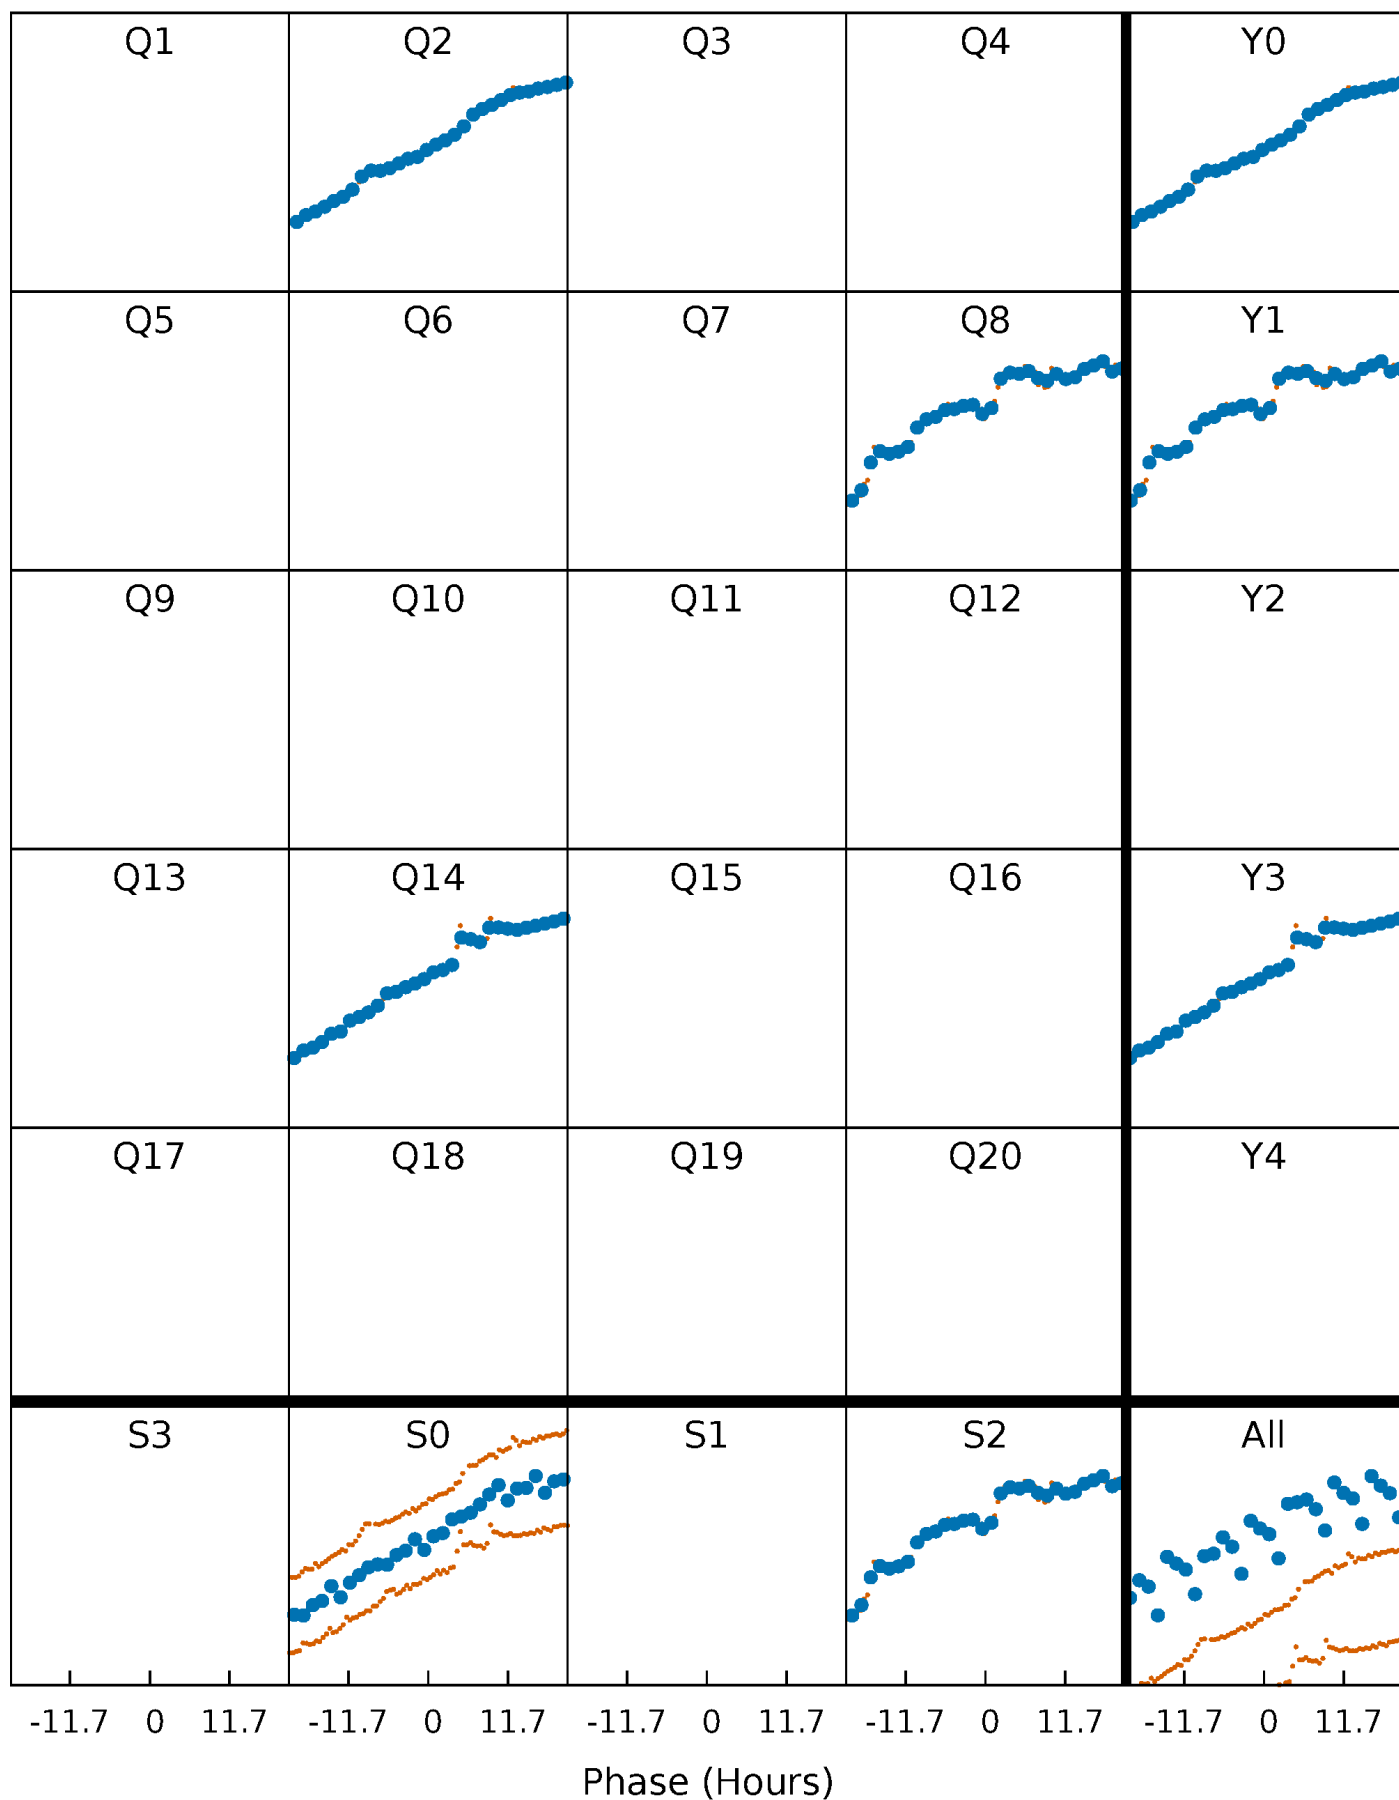 Q1 Q2 Q3 Q4 Y0
Q5 Q6 Q7 Q8 Y1
Q9 Q10 Q11 Q12 Y2
Q13 Q14 Q15 Q16 Y3
Q17 Q18 Q19 Q20 Y4
S3 S0 S1 S2 All
-11.7 0 11.7 -11.7 0 11.7 -11.7 0 11.7 -11.7 0 11.7 -11.7 0 11.7
Phase (Hours)